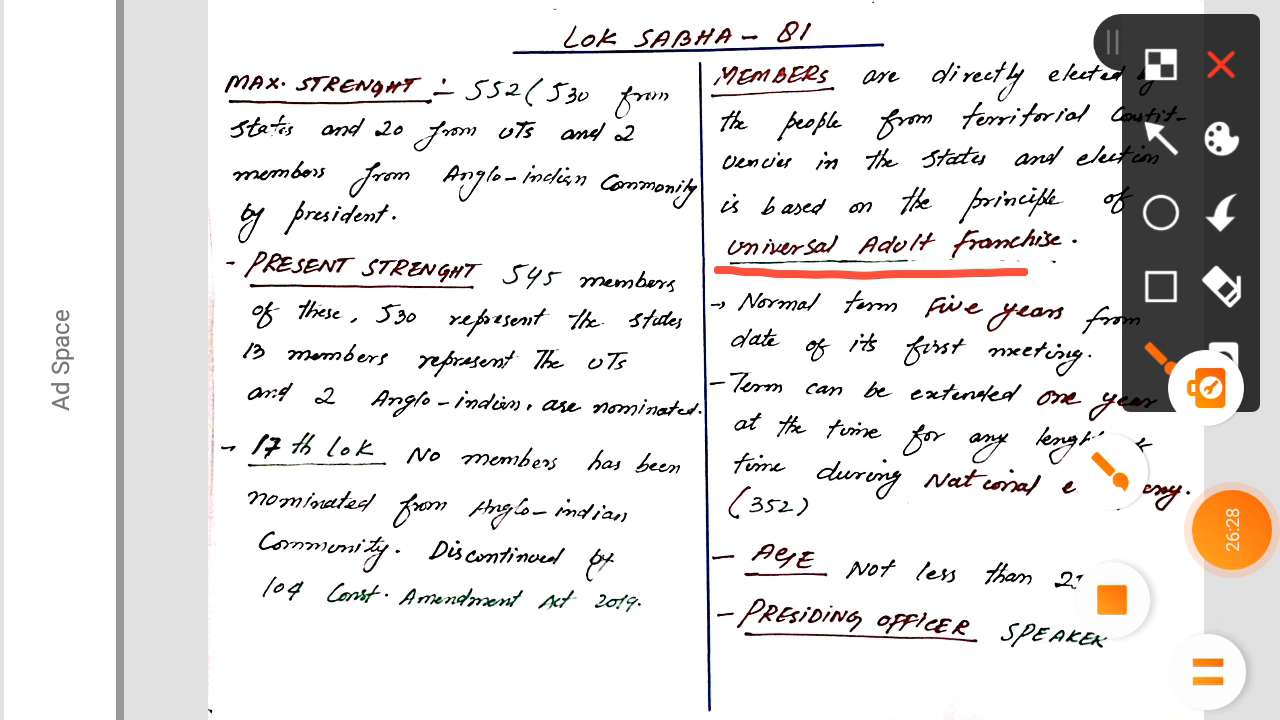 LOK SABHA - 81
MAX. STRENGHT :- 552 ( 530 from
States and 20 from UTs and 2
members from Anglo-indian Community
by president.
- PRESENT STRENGHT 545 members
of these, 530 represent the states
13 members represent The UTs
and 2 Anglo-indian. are nominated.
- 17 th lok No members has been
nominated from Anglo-indian
Community. Discontinued by
104 Const. Amendment Act 2019.
MEMBERS are directly elected
the people from territorial Constit-
uencies in the states and election
is based on the principle of
Universal Adult Franchise.
→ Normal term Five years from
date of its first meeting.
- Term can be extended one year
at the time for any lenght
time during National
(352)
- AGE Not less than
- PRESIDING OFFICER SPEAKER
Ad Space
26:28